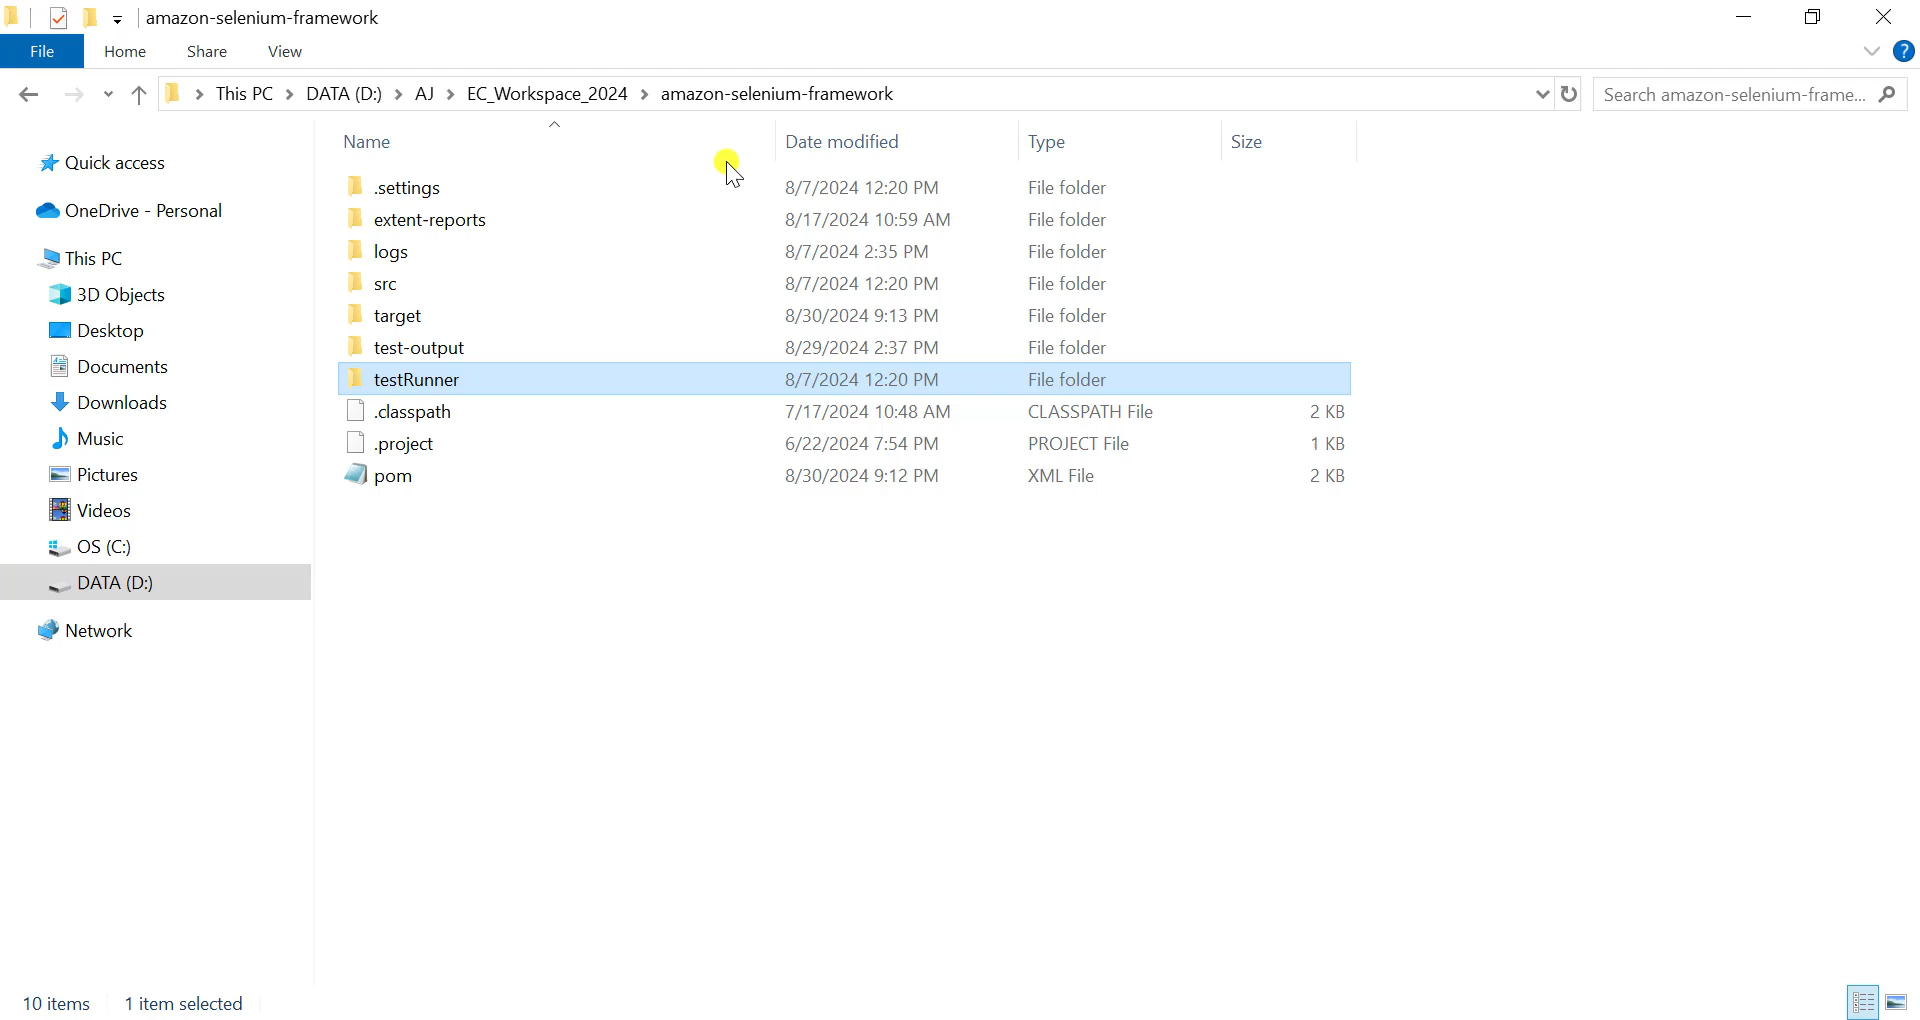 amazon-selenium-framework
File Home Share View ?
This PC DATA (D:) AJ EC_Workspace_2024 amazon-selenium-framework Search amazon-selenium-frame...
Name Date modified Type Size
Quick access
OneDrive - Personal
This PC
3D Objects
Desktop
Documents
Downloads
Music
Pictures
Videos
OS (C:)
DATA (D:)
Network
.settings 8/7/2024 12:20 PM File folder
extent-reports 8/17/2024 10:59 AM File folder
logs 8/7/2024 2:35 PM File folder
src 8/7/2024 12:20 PM File folder
target 8/30/2024 9:13 PM File folder
test-output 8/29/2024 2:37 PM File folder
testRunner 8/7/2024 12:20 PM File folder
.classpath 7/17/2024 10:48 AM CLASSPATH File 2 KB
.project 6/22/2024 7:54 PM PROJECT File 1 KB
pom 8/30/2024 9:12 PM XML File 2 KB
10 items 1 item selected